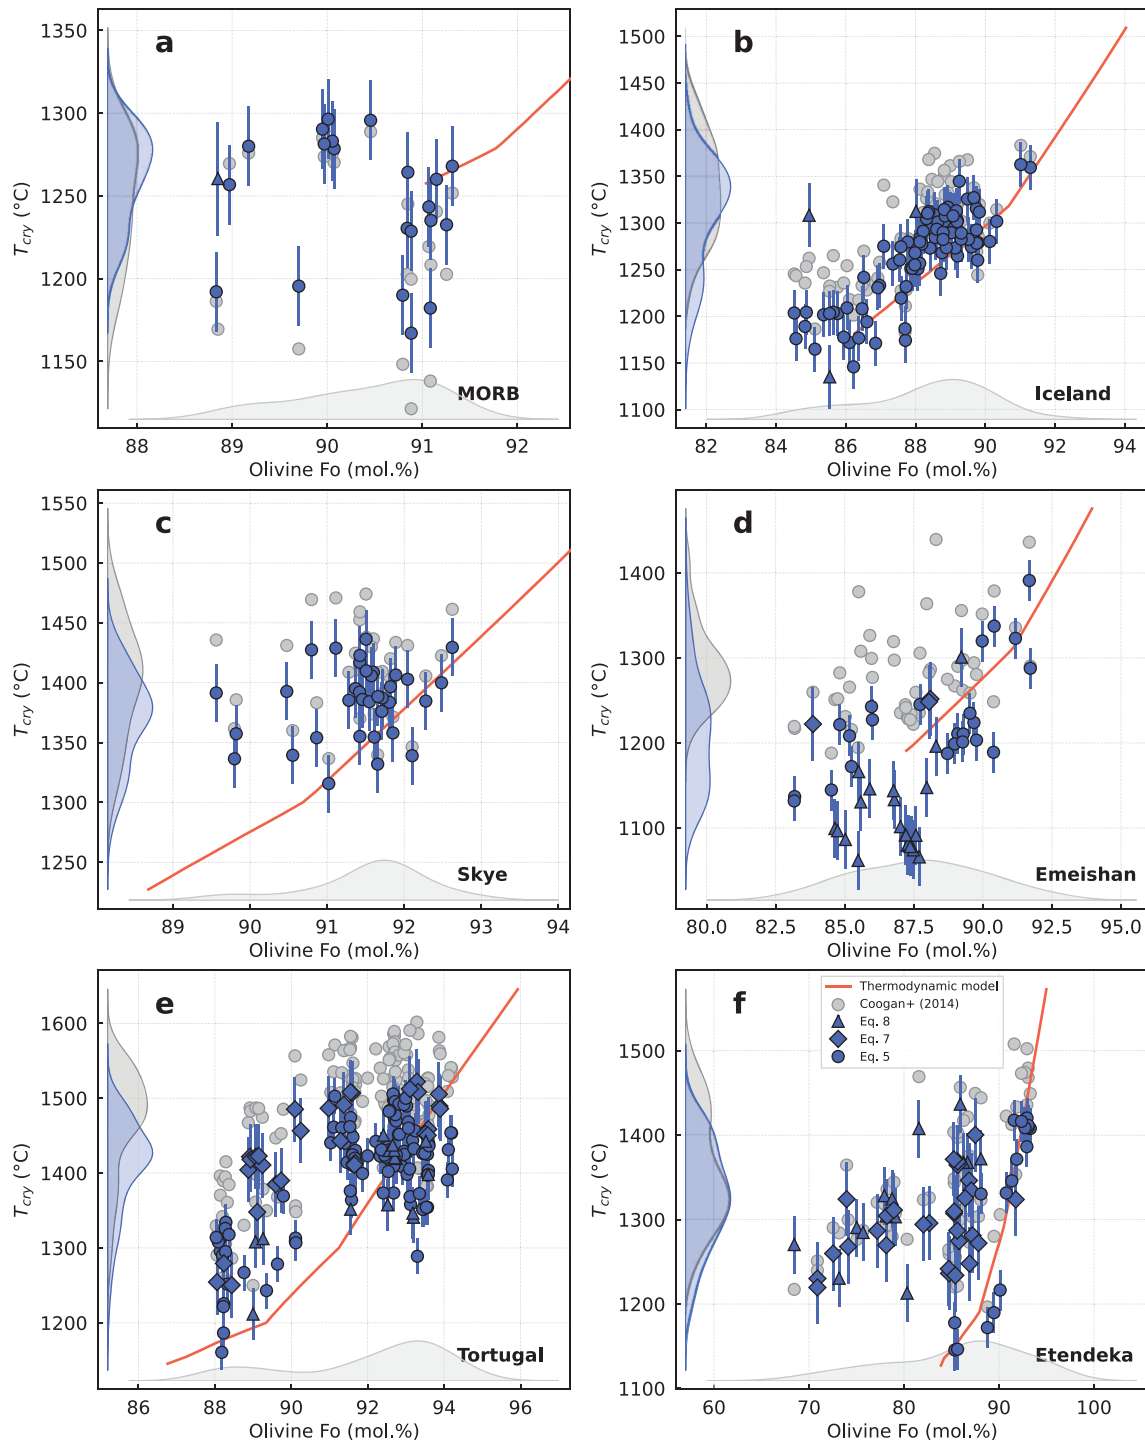 1350
1300
1250
1200
1150
T_cry (°C)
a
MORB
88 89 90 91 92
Olivine Fo (mol.%)
1500
1450
1400
1350
1300
1250
1200
1150
1100
T_cry (°C)
b
Iceland
82 84 86 88 90 92 94
Olivine Fo (mol.%)
1550
1500
1450
1400
1350
1300
1250
T_cry (°C)
c
Skye
89 90 91 92 93 94
Olivine Fo (mol.%)
1400
1300
1200
1100
T_cry (°C)
d
Emeishan
80.0 82.5 85.0 87.5 90.0 92.5 95.0
Olivine Fo (mol.%)
1600
1500
1400
1300
1200
T_cry (°C)
e
Tortugal
86 88 90 92 94 96
Olivine Fo (mol.%)
1500
1400
1300
1200
1100
T_cry (°C)
f
Thermodynamic model
Coogan+ (2014)
Eq. 8
Eq. 7
Eq. 5
Etendeka
60 70 80 90 100
Olivine Fo (mol.%)